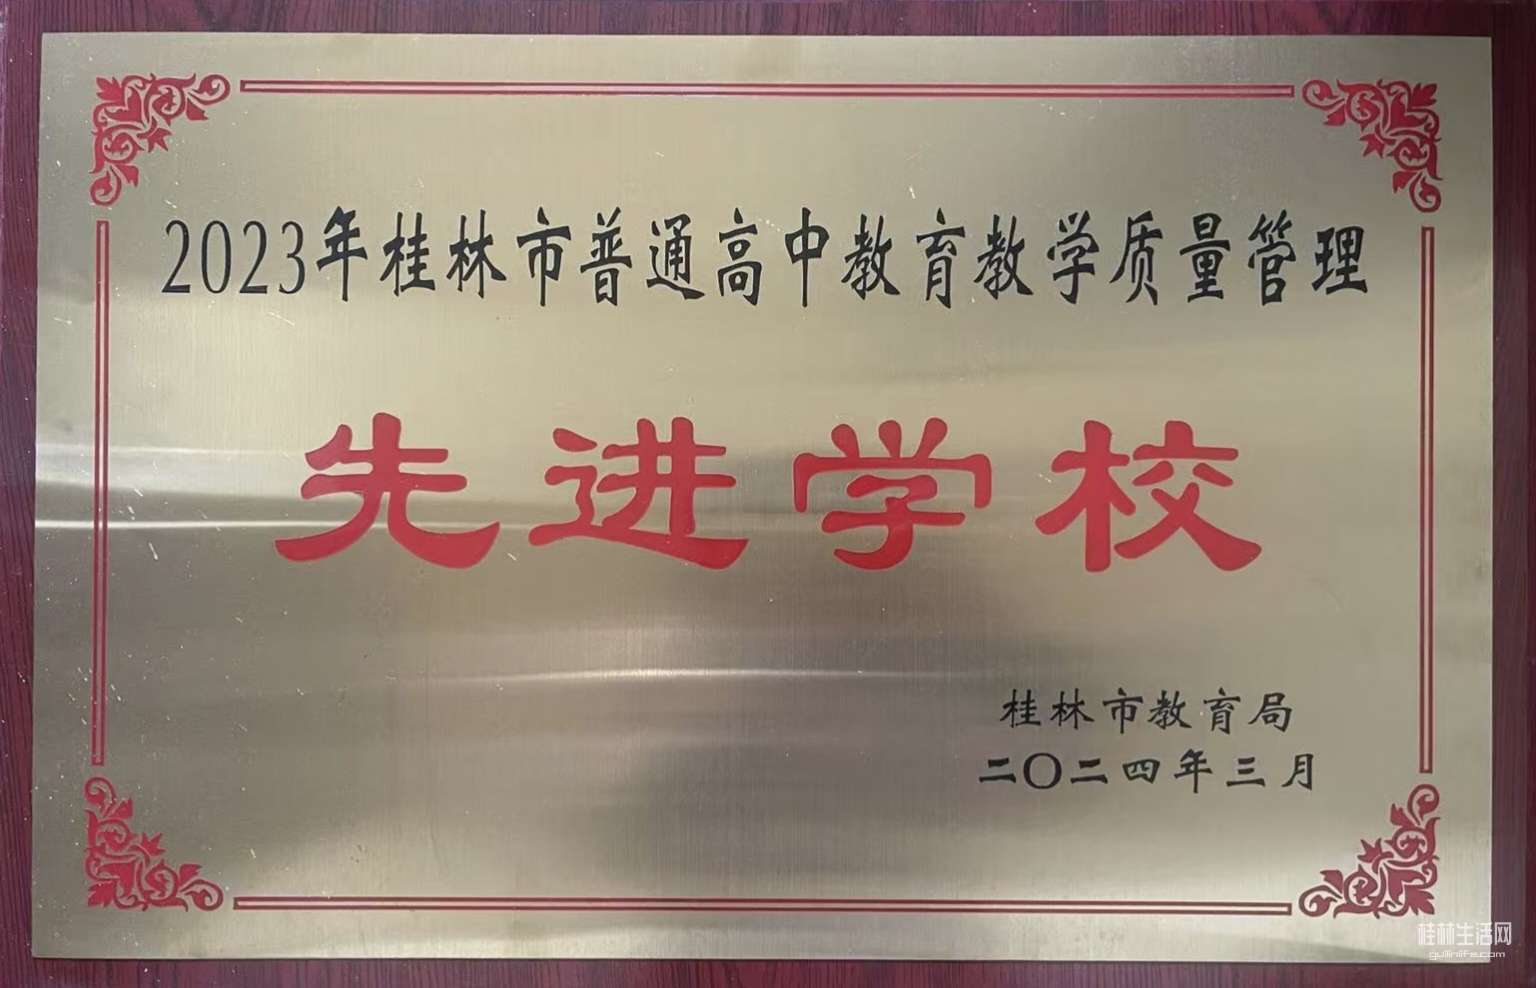 2023年桂林市普通高中教育教学质量管理
先进学校
桂林市教育局
二〇二四年三月
桂林生活网
guilinlife.com